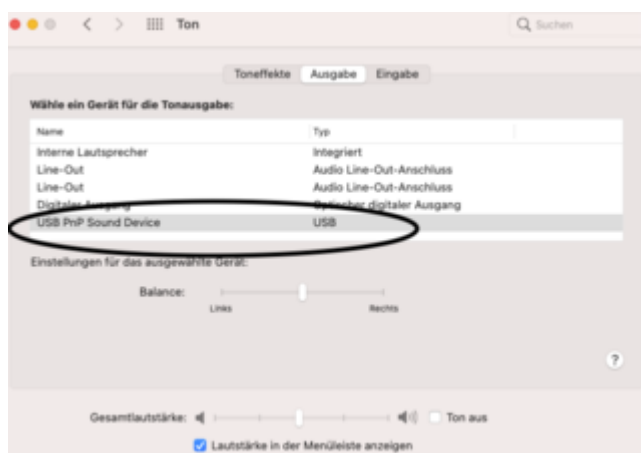 Ton
Suchen
Toneffekte Ausgabe Eingabe
Wähle ein Gerät für die Tonausgabe:
Name Typ
Interne Lautsprecher Integriert
Line-Out Audio Line-Out-Anschluss
Line-Out Audio Line-Out-Anschluss
Digitaler Ausgang Optischer digitaler Ausgang
USB PnP Sound Device USB
Einstellungen für das ausgewählte Gerät:
Balance:
Links Rechts
?
Gesamtlautstärke: Ton aus
Lautstärke in der Menüleiste anzeigen